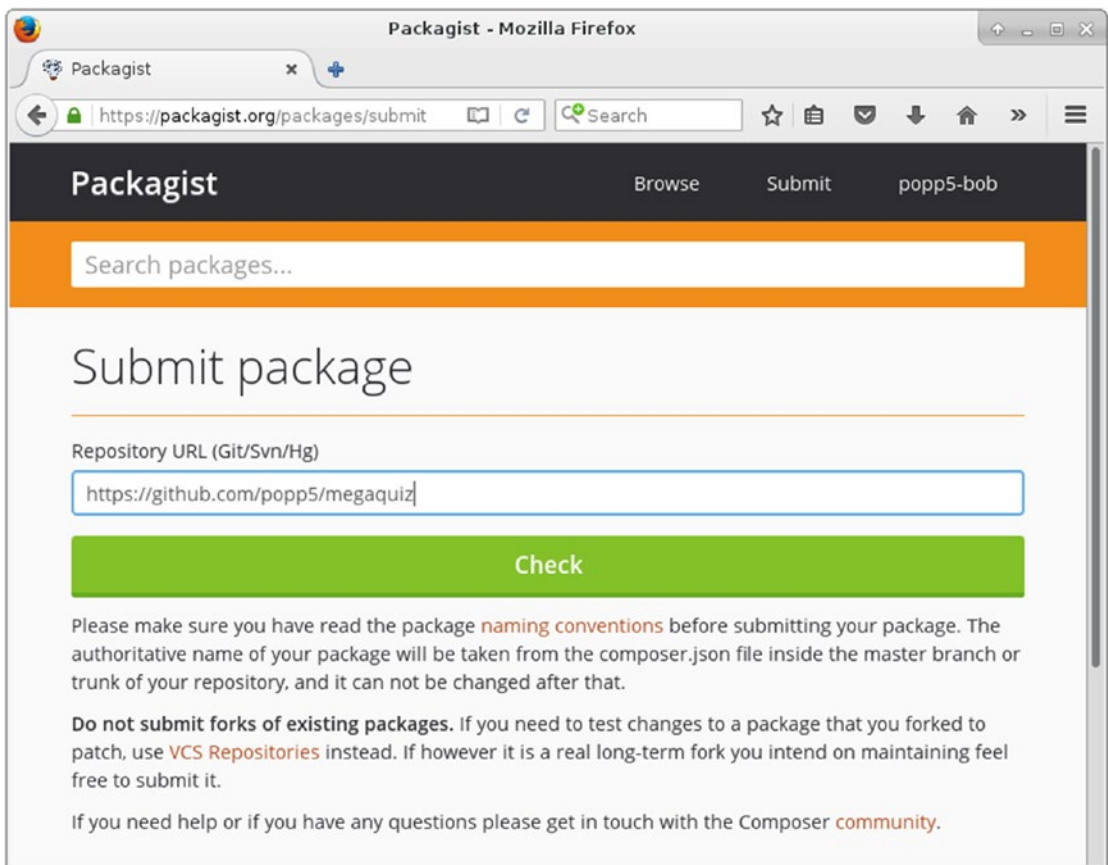 Packagist - Mozilla Firefox
Packagist
https://packagist.org/packages/submit
Search
Packagist
Browse Submit popp5-bob
Search packages...
Submit package
Repository URL (Git/Svn/Hg)
https://github.com/popp5/megaquiz
Check
Please make sure you have read the package naming conventions before submitting your package. The
authoritative name of your package will be taken from the composer.json file inside the master branch or
trunk of your repository, and it can not be changed after that.
Do not submit forks of existing packages. If you need to test changes to a package that you forked to
patch, use VCS Repositories instead. If however it is a real long-term fork you intend on maintaining feel
free to submit it.
If you need help or if you have any questions please get in touch with the Composer community.